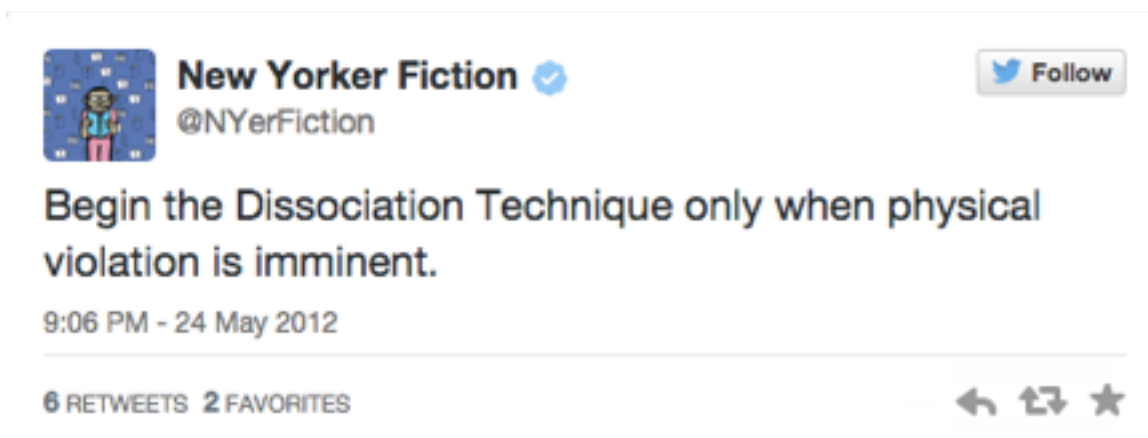 New Yorker Fiction
@NYerFiction
Follow
Begin the Dissociation Technique only when physical
violation is imminent.
9:06 PM - 24 May 2012
6 RETWEETS 2 FAVORITES